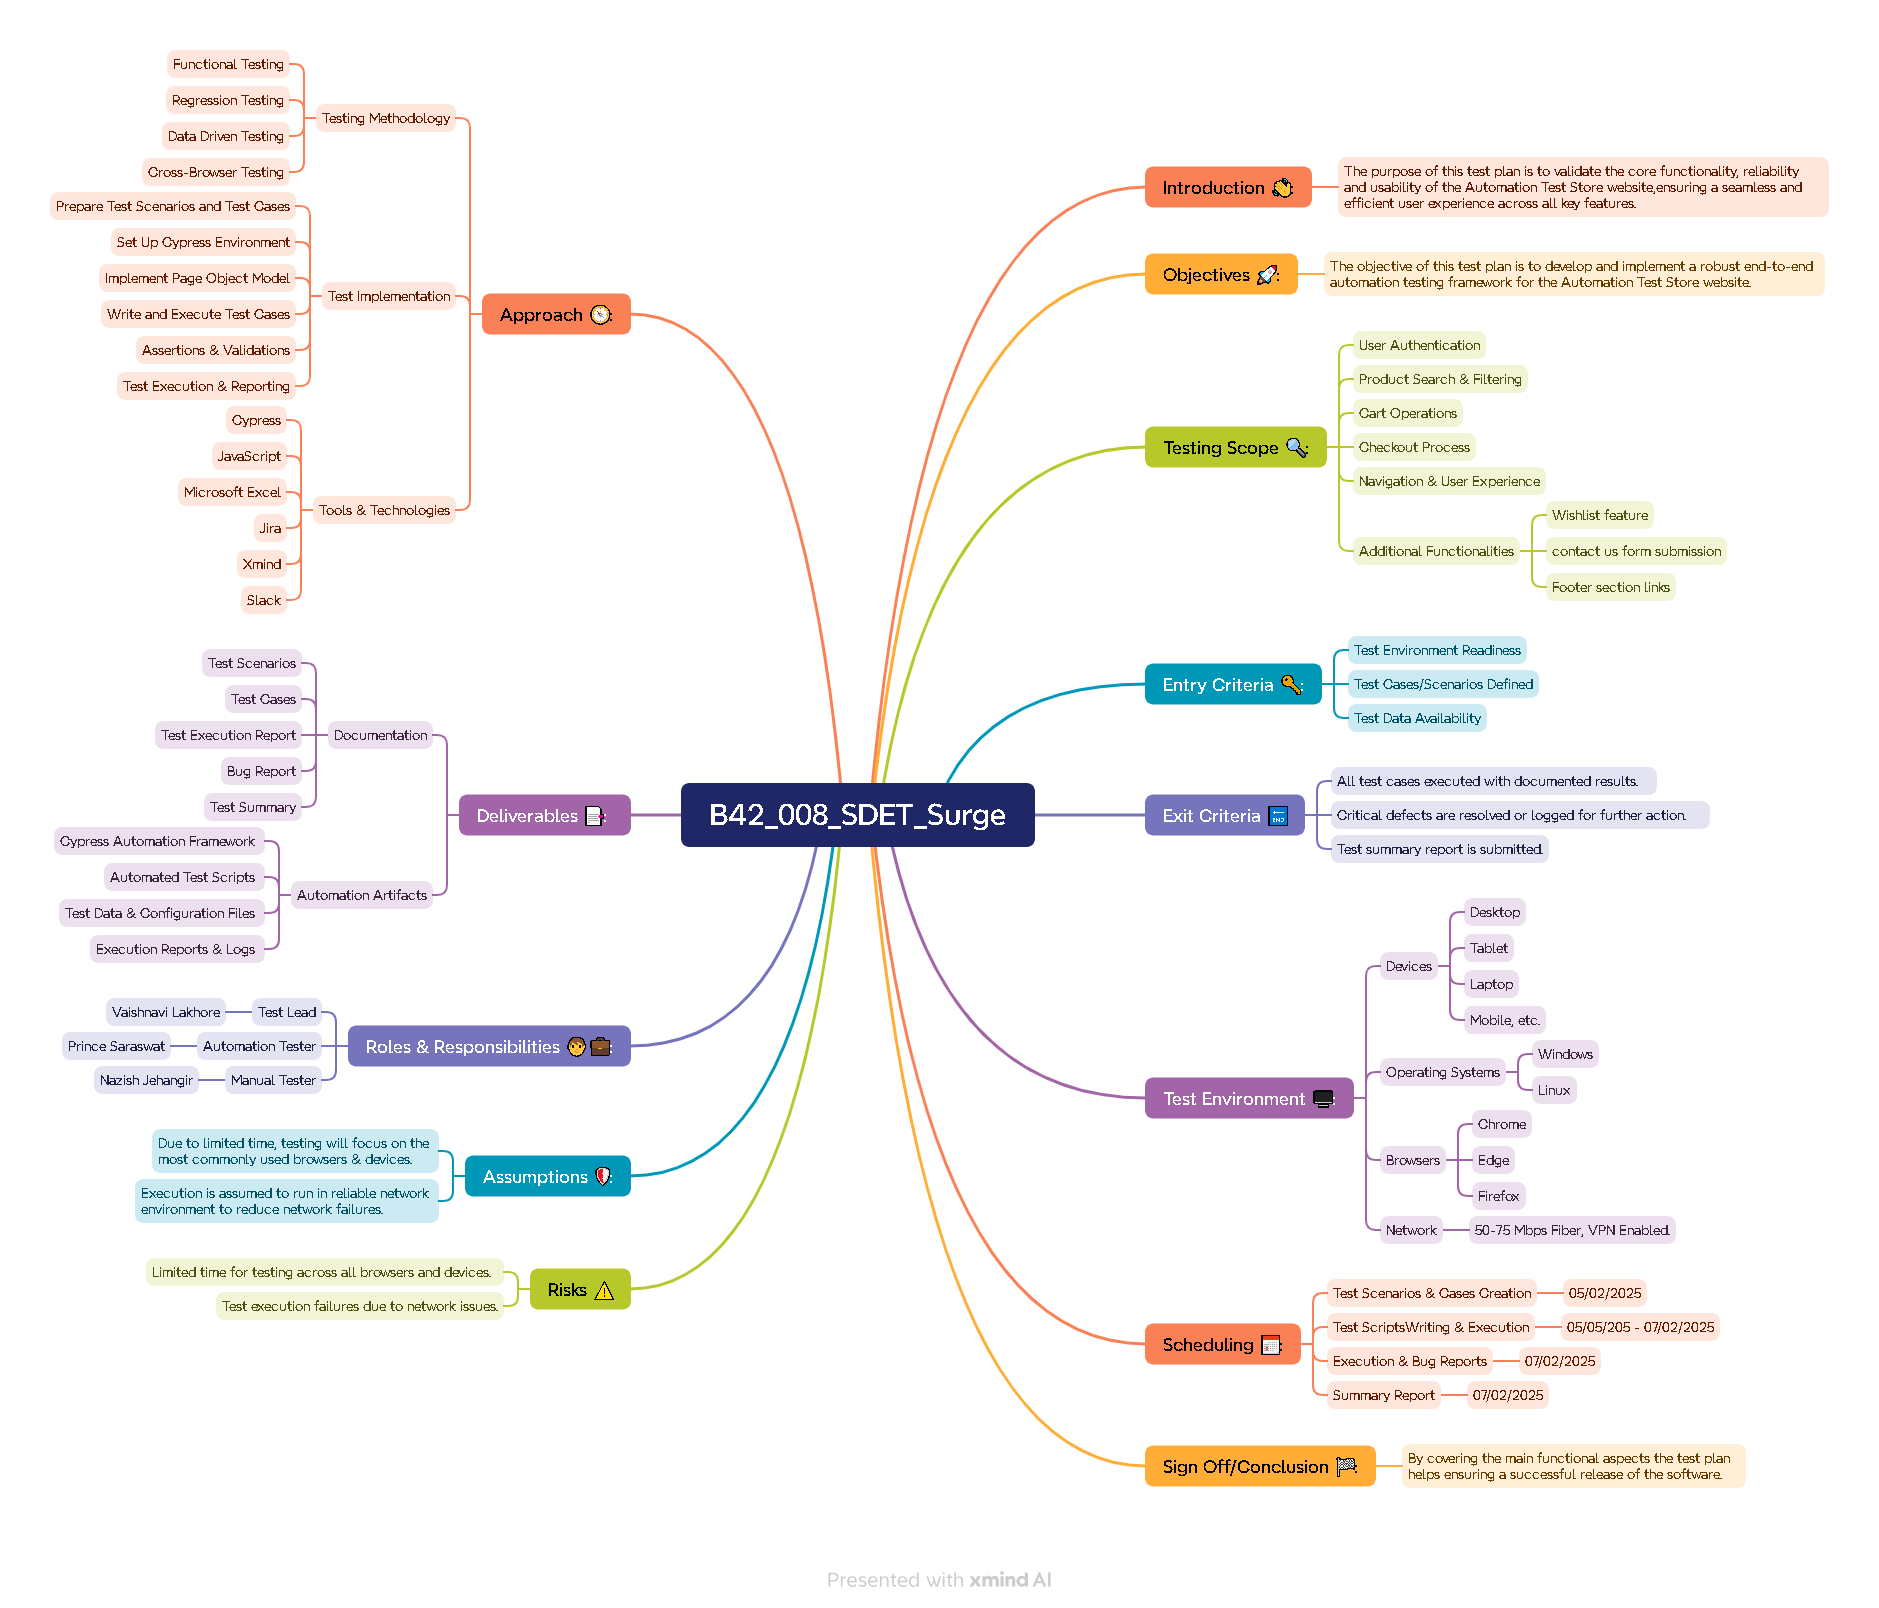 B42_008_SDET_Surge
Introduction 👏:
The purpose of this test plan is to validate the core functionality, reliability
and usability of the Automation Test Store website,ensuring a seamless and
efficient user experience across all key features.
Objectives 🚀:
The objective of this test plan is to develop and implement a robust end-to-end
automation testing framework for the Automation Test Store website.
Testing Scope 🔍:
User Authentication
Product Search & Filtering
Cart Operations
Checkout Process
Navigation & User Experience
Additional Functionalities
Wishlist feature
contact us form submission
Footer section links
Entry Criteria 🔑:
Test Environment Readiness
Test Cases/Scenarios Defined
Test Data Availability
Exit Criteria 🔚
All test cases executed with documented results.
Critical defects are resolved or logged for further action.
Test summary report is submitted.
Test Environment 🖥:
Devices
Desktop
Tablet
Laptop
Mobile, etc.
Operating Systems
Windows
Linux
Browsers
Chrome
Edge
Firefox
Network
50-75 Mbps Fiber, VPN Enabled.
Scheduling 📅:
Test Scenarios & Cases Creation
05/02/2025
Test ScriptsWriting & Execution
05/05/205 - 07/02/2025
Execution & Bug Reports
07/02/2025
Summary Report
07/02/2025
Sign Off/Conclusion 🏁:
By covering the main functional aspects the test plan
helps ensuring a successful release of the software.
Approach 🧭:
Testing Methodology
Functional Testing
Regression Testing
Data Driven Testing
Cross-Browser Testing
Test Implementation
Prepare Test Scenarios and Test Cases
Set Up Cypress Environment
Implement Page Object Model
Write and Execute Test Cases
Assertions & Validations
Test Execution & Reporting
Tools & Technologies
Cypress
JavaScript
Microsoft Excel
Jira
Xmind
Slack
Deliverables 📑:
Documentation
Test Scenarios
Test Cases
Test Execution Report
Bug Report
Test Summary
Automation Artifacts
Cypress Automation Framework
Automated Test Scripts
Test Data & Configuration Files
Execution Reports & Logs
Roles & Responsibilities 🧑‍💼:
Test Lead
Vaishnavi Lakhore
Automation Tester
Prince Saraswat
Manual Tester
Nazish Jehangir
Assumptions 🛡:
Due to limited time, testing will focus on the
most commonly used browsers & devices.
Execution is assumed to run in reliable network
environment to reduce network failures.
Risks ⚠
Limited time for testing across all browsers and devices.
Test execution failures due to network issues.
Presented with xmind AI